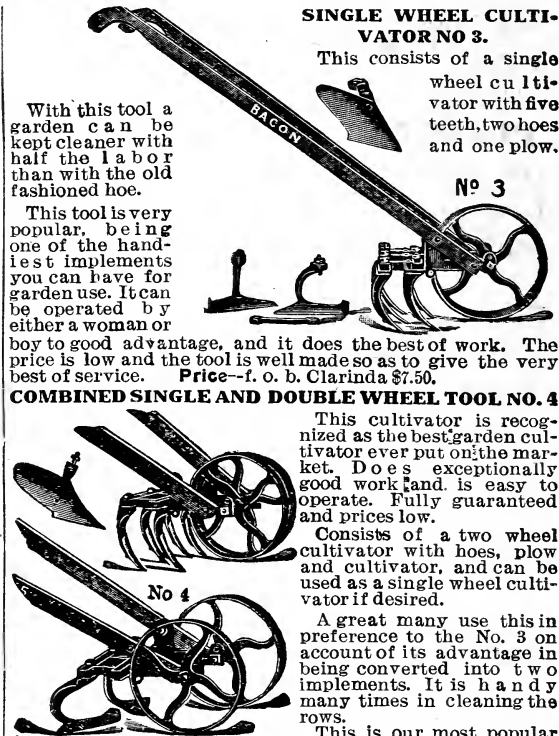 SINGLE WHEEL CULTI-
VATOR NO 3.
This consists of a single
wheel culti-
vator with five
teeth, two hoes
and one plow.
BACON
No 3
With this tool a
garden can be
kept cleaner with
half the labor
than with the old
fashioned hoe.
This tool is very
popular, being
one of the hand-
iest implements
you can have for
garden use. It can
be operated by
either a woman or
boy to good advantage, and it does the best of work. The
price is low and the tool is well made so as to give the very
best of service. Price--f. o. b. Clarinda $7.50.
COMBINED SINGLE AND DOUBLE WHEEL TOOL NO. 4
This cultivator is recog-
nized as the best garden cul-
tivator ever put on the mar-
ket. Does exceptionally
good work and is easy to
operate. Fully guaranteed
and prices low.
Consists of a two wheel
cultivator with hoes, plow
and cultivator, and can be
used as a single wheel culti-
vator if desired.
No 4
A great many use this in
preference to the No. 3 on
account of its advantage in
being converted into two
implements. It is handy
many times in cleaning the
rows.
This is our most popular